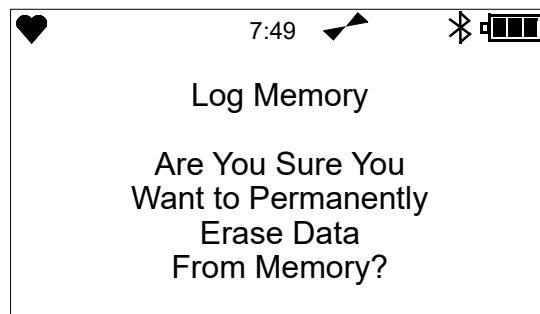 7:49
Log Memory
Are You Sure You
Want to Permanently
Erase Data
From Memory?